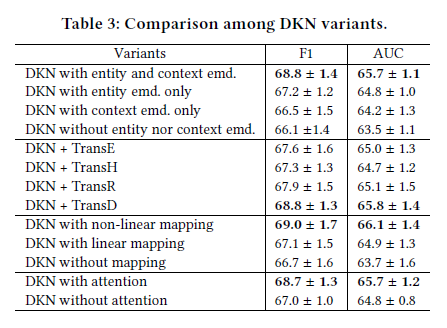 Table 3: Comparison among DKN variants.
Variants F1 AUC
DKN with entity and context emd. 68.8 ± 1.4 65.7 ± 1.1
DKN with entity emd. only 67.2 ± 1.2 64.8 ± 1.0
DKN with context emd. only 66.5 ± 1.5 64.2 ± 1.3
DKN without entity nor context emd. 66.1 ±1.4 63.5 ± 1.1
DKN + TransE 67.6 ± 1.6 65.0 ± 1.3
DKN + TransH 67.3 ± 1.3 64.7 ± 1.2
DKN + TransR 67.9 ± 1.5 65.1 ± 1.5
DKN + TransD 68.8 ± 1.3 65.8 ± 1.4
DKN with non-linear mapping 69.0 ± 1.7 66.1 ± 1.4
DKN with linear mapping 67.1 ± 1.5 64.9 ± 1.3
DKN without mapping 66.7 ± 1.6 63.7 ± 1.6
DKN with attention 68.7 ± 1.3 65.7 ± 1.2
DKN without attention 67.0 ± 1.0 64.8 ± 0.8